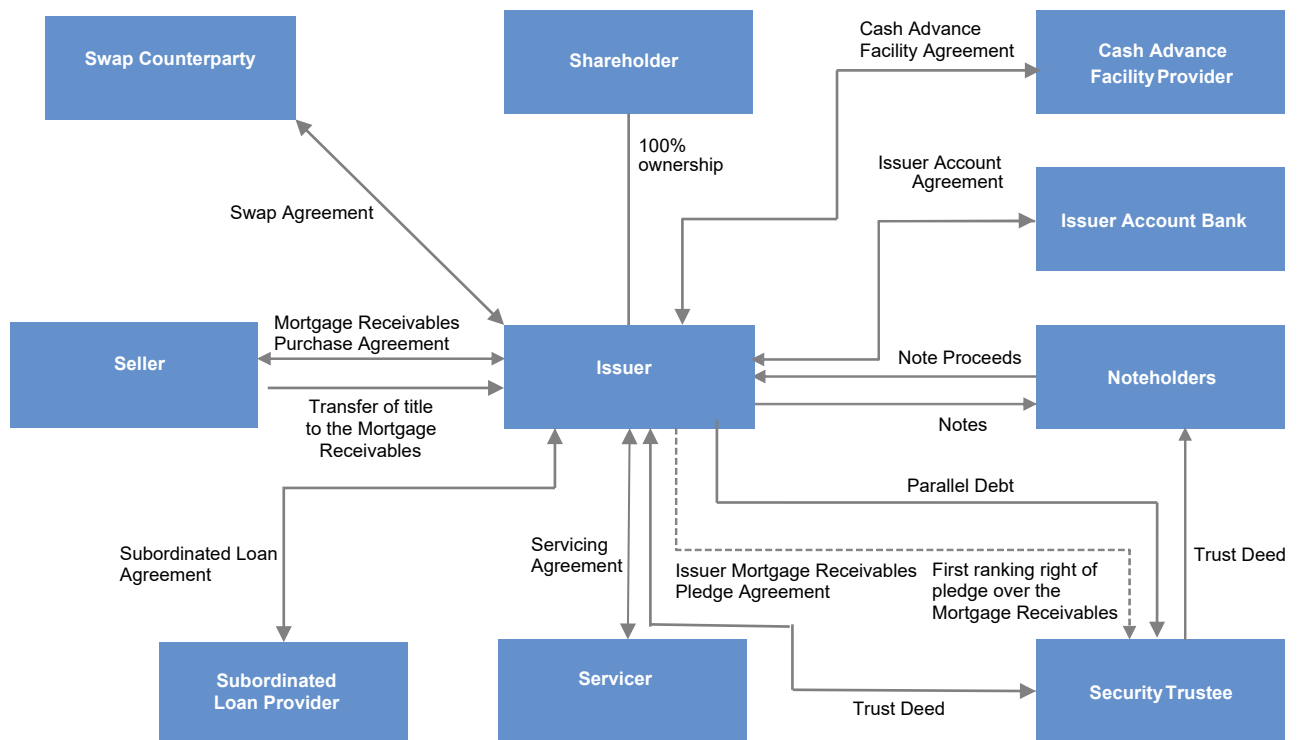 Swap Counterparty
Shareholder
Cash Advance
Facility Agreement
Cash Advance
Facility Provider
100%
ownership
Issuer Account
Agreement
Issuer Account Bank
Swap Agreement
Seller
Mortgage Receivables
Purchase Agreement
Issuer
Note Proceeds
Noteholders
Transfer of title
to the Mortgage
Receivables
Notes
Parallel Debt
Subordinated Loan
Agreement
Servicing
Agreement
Issuer Mortgage Receivables
Pledge Agreement
First ranking right of
pledge over the
Mortgage Receivables
Trust Deed
Subordinated
Loan Provider
Servicer
Trust Deed
Security Trustee